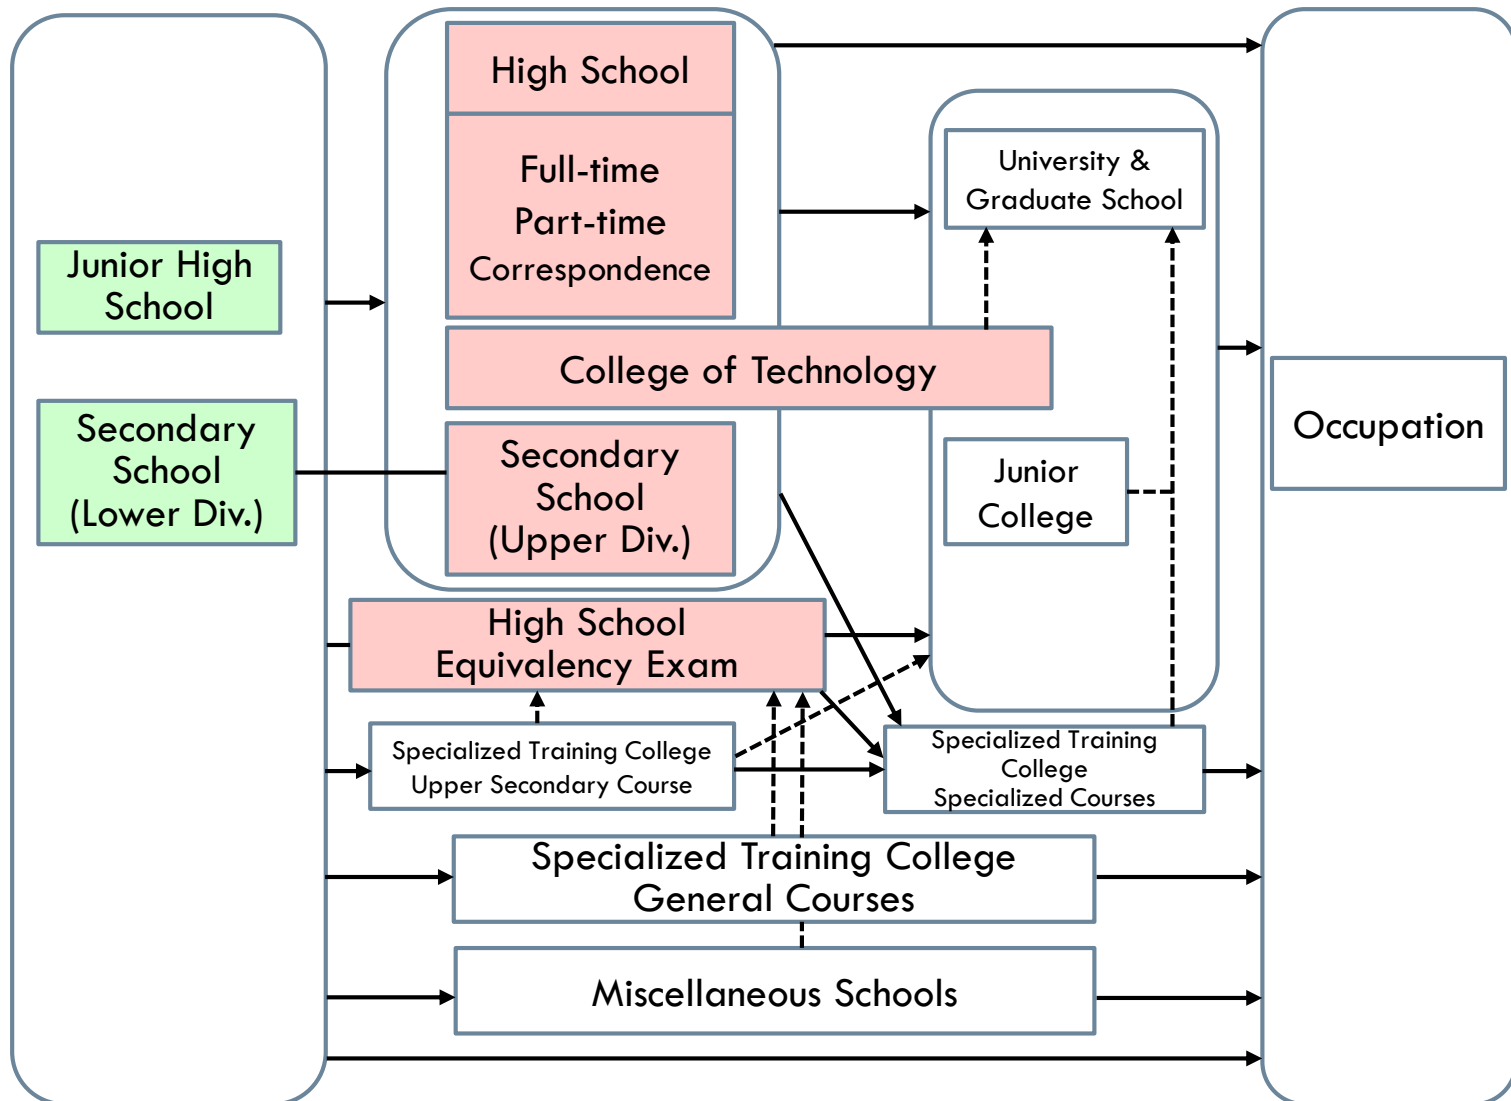 High School
Full-time
Part-time
Correspondence
University &
Graduate School
Junior High
School
College of Technology
Occupation
Secondary
School
(Lower Div.)
Secondary
School
(Upper Div.)
Junior
College
High School
Equivalency Exam
Specialized Training College
Upper Secondary Course
Specialized Training
College
Specialized Courses
Specialized Training College
General Courses
Miscellaneous Schools